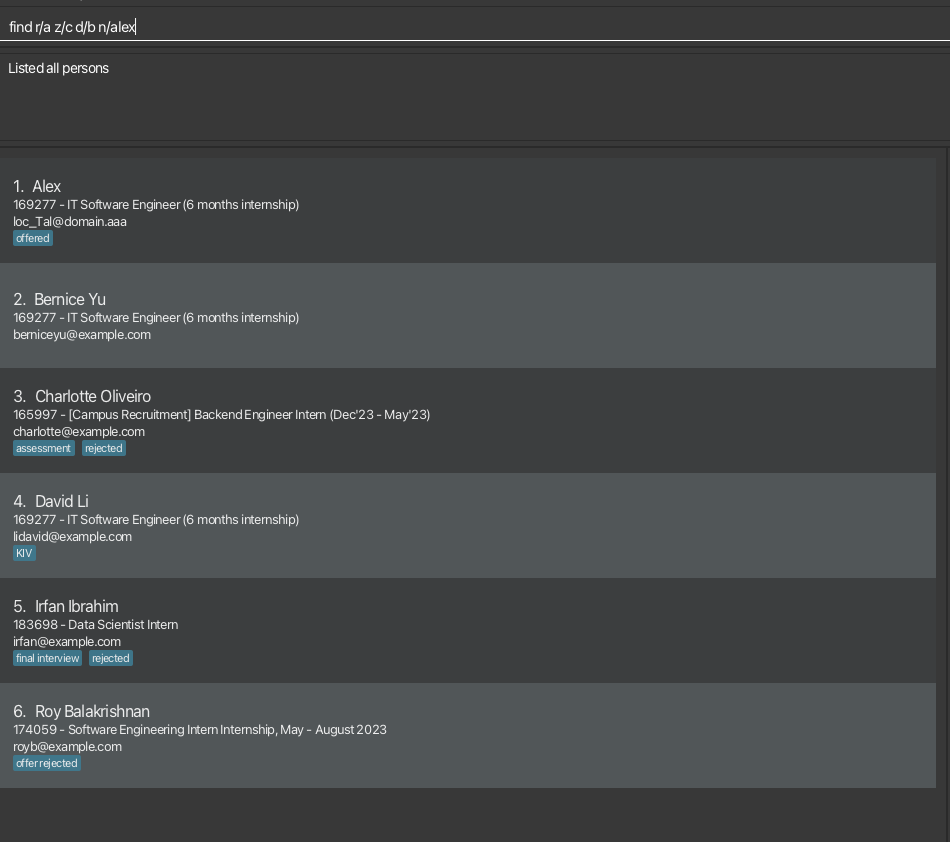 find r/a z/c d/b n/alex
Listed all persons
1. Alex
169277 - IT Software Engineer (6 months internship)
loc_Tal@domain.aaa
offered
2. Bernice Yu
169277 - IT Software Engineer (6 months internship)
berniceyu@example.com
3. Charlotte Oliveiro
165997 - [Campus Recruitment] Backend Engineer Intern (Dec'23 - May'23)
charlotte@example.com
assessment rejected
4. David Li
169277 - IT Software Engineer (6 months internship)
lidavid@example.com
KIV
5. Irfan Ibrahim
183698 - Data Scientist Intern
irfan@example.com
final interview rejected
6. Roy Balakrishnan
174059 - Software Engineering Intern Internship, May - August 2023
royb@example.com
offer rejected